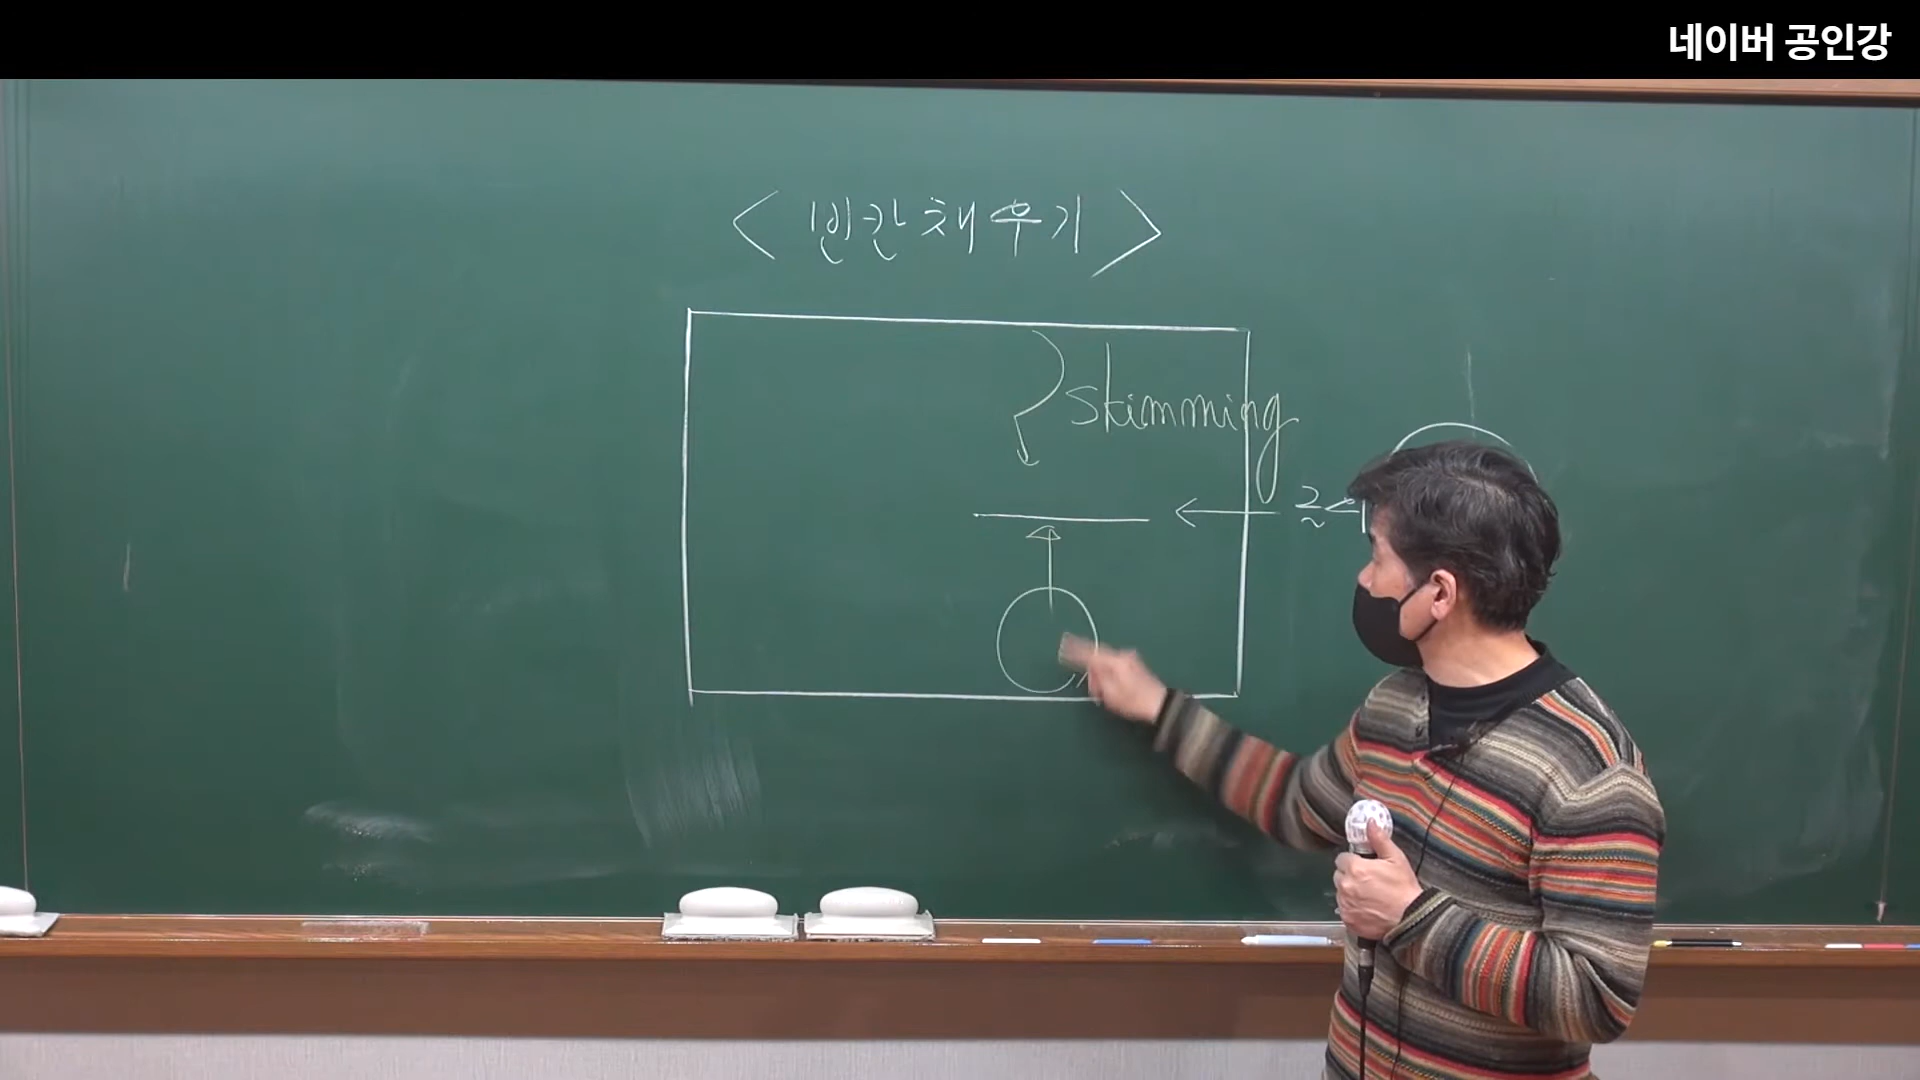 네이버 공인강
< 빈칸채우기 >
skimming